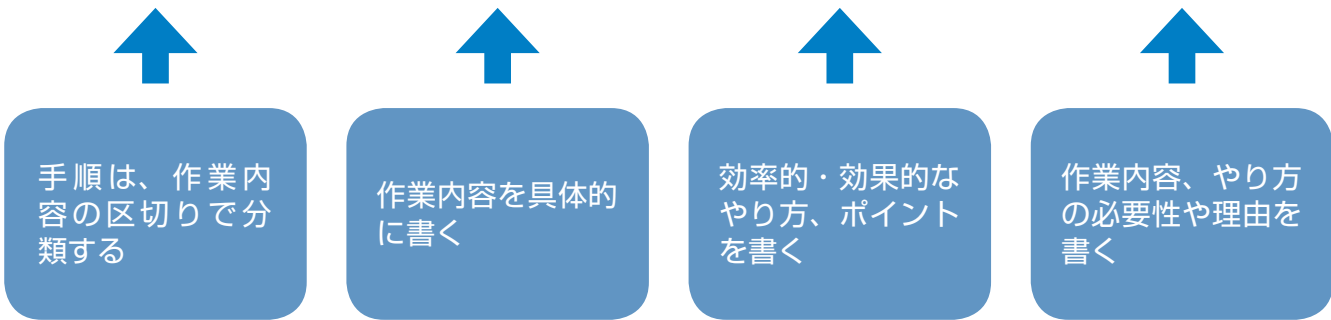 手順は、作業内
容の区切りで分
類する
作業内容を具体的
に書く
効率的・効果的な
やり方、ポイント
を書く
作業内容、やり方
の必要性や理由を
書く